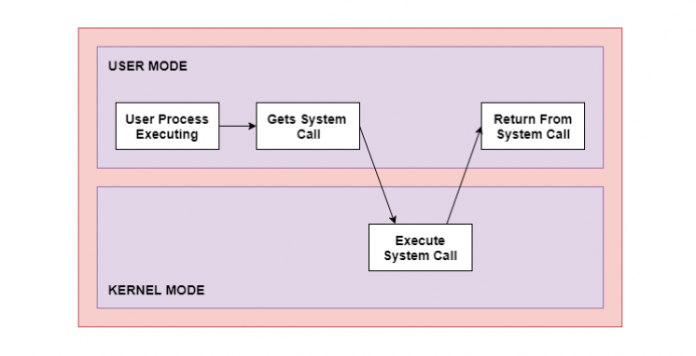 USER MODE
User Process
Executing
Gets System
Call
Return From
System Call
Execute
System Call
KERNEL MODE